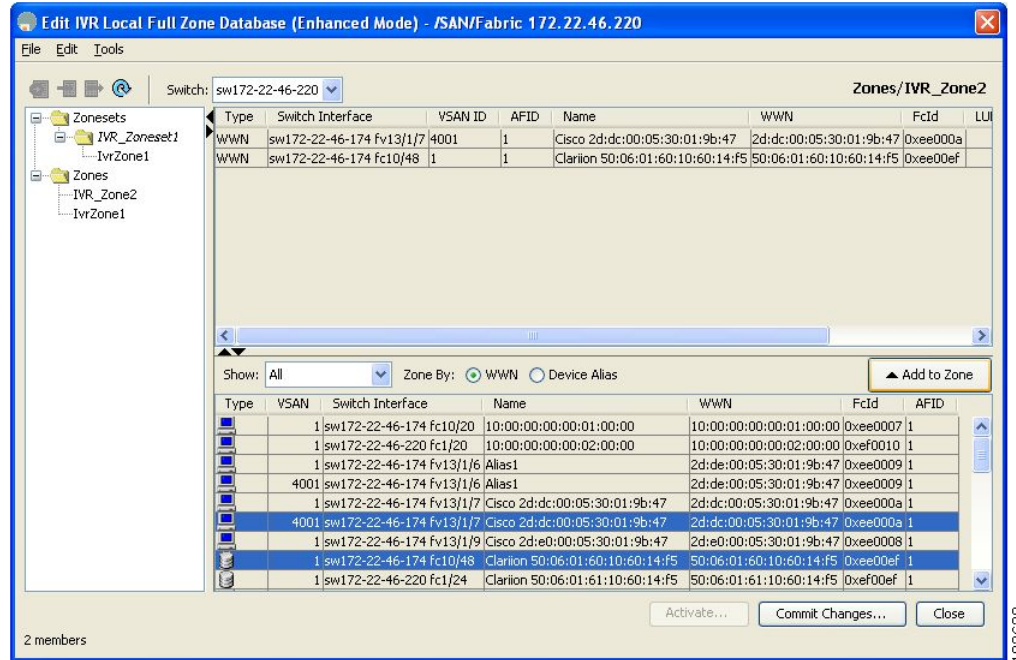 Edit IVR Local Full Zone Database (Enhanced Mode) - /SAN/Fabric 172.22.46.220
File Edit Tools
Switch: sw172-22-46-220 Zones/IVR_Zone2
Zonesets
IVR_Zoneset1
IvrZone1
Zones
IVR_Zone2
IvrZone1
Type Switch Interface VSAN ID AFID Name WWN FcId LUI
WWN sw172-22-46-174 fv13/1/7 4001 1 Cisco 2d:dc:00:05:30:01:9b:47 2d:dc:00:05:30:01:9b:47 0xee000a
WWN sw172-22-46-174 fc10/48 1 1 Clariion 50:06:01:60:10:60:14:f5 50:06:01:60:10:60:14:f5 0xee00ef
Show: All Zone By: WWN Device Alias Add to Zone
Type VSAN Switch Interface Name WWN FcId AFID
1 sw172-22-46-174 fc10/20 10:00:00:00:00:01:00:00 10:00:00:00:00:01:00:00 0xee0007 1
1 sw172-22-46-220 fc1/20 10:00:00:00:00:02:00:00 10:00:00:00:00:02:00:00 0xef0010 1
1 sw172-22-46-174 fv13/1/6 Alias1 2d:de:00:05:30:01:9b:47 0xee0009 1
4001 sw172-22-46-174 fv13/1/6 Alias1 2d:de:00:05:30:01:9b:47 0xee0009 1
1 sw172-22-46-174 fv13/1/7 Cisco 2d:dc:00:05:30:01:9b:47 2d:dc:00:05:30:01:9b:47 0xee000a 1
4001 sw172-22-46-174 fv13/1/7 Cisco 2d:dc:00:05:30:01:9b:47 2d:dc:00:05:30:01:9b:47 0xee000a 1
1 sw172-22-46-174 fv13/1/9 Cisco 2d:e0:00:05:30:01:9b:47 2d:e0:00:05:30:01:9b:47 0xee0008 1
1 sw172-22-46-174 fc10/48 Clariion 50:06:01:60:10:60:14:f5 50:06:01:60:10:60:14:f5 0xee00ef 1
1 sw172-22-46-220 fc1/24 Clariion 50:06:01:61:10:60:14:f5 50:06:01:61:10:60:14:f5 0xef00ef 1
Activate... Commit Changes... Close
2 members